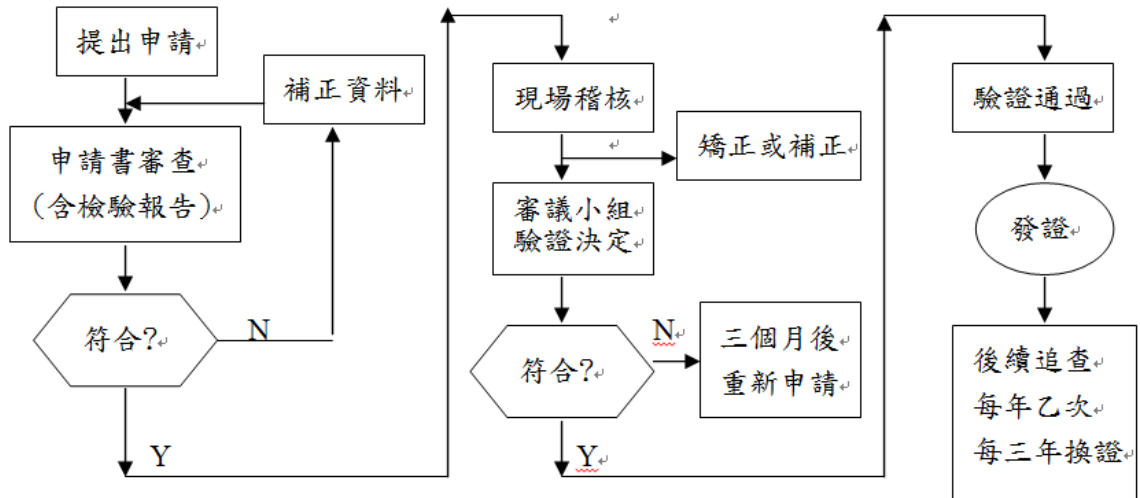 提出申請
補正資料
申請書審查
(含檢驗報告)
符合?
N
Y
現場稽核
矯正或補正
審議小組
驗證決定
符合?
N
三個月後
重新申請
Y
驗證通過
發證
後續追查
每年乙次
每三年換證